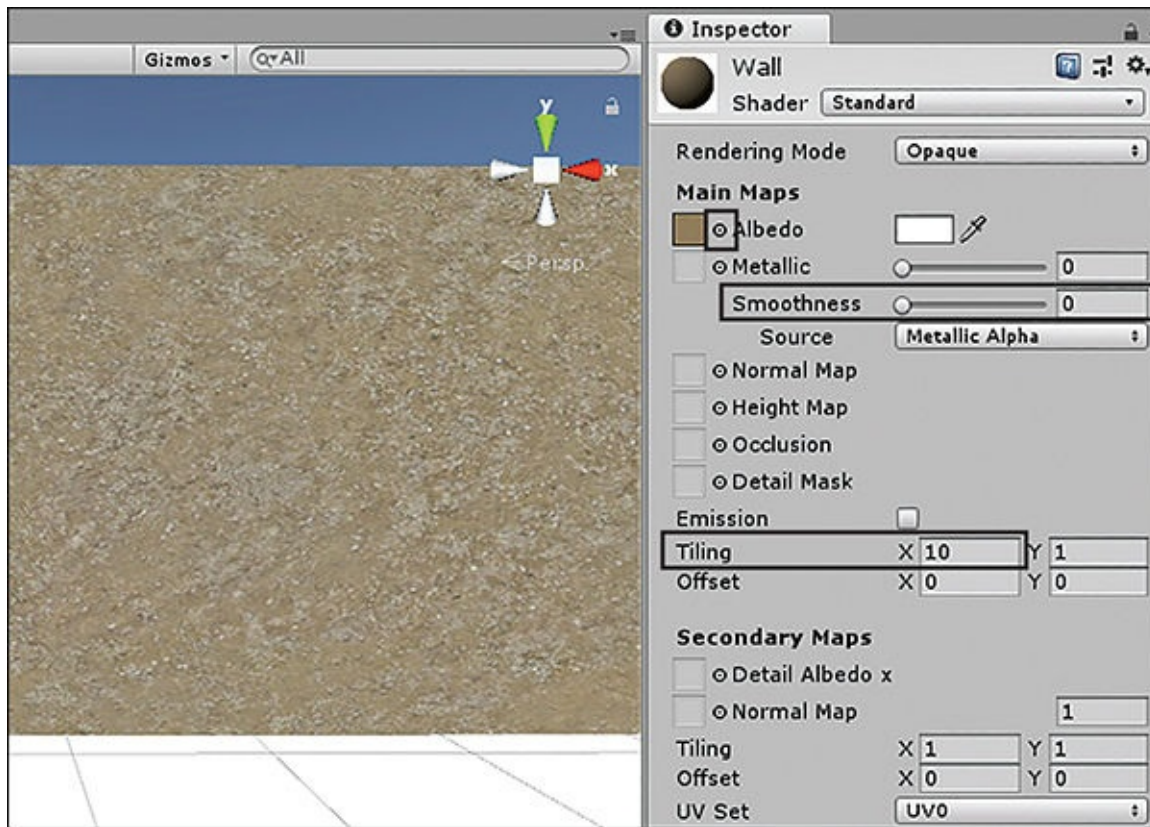 Inspector
Gizmos All
Wall
Shader Standard
y
x
Persp.
Rendering Mode Opaque
Main Maps
Albedo
Metallic 0
Smoothness 0
Source Metallic Alpha
Normal Map
Height Map
Occlusion
Detail Mask
Emission
Tiling X 10 Y 1
Offset X 0 Y 0
Secondary Maps
Detail Albedo x
Normal Map 1
Tiling X 1 Y 1
Offset X 0 Y 0
UV Set UV0